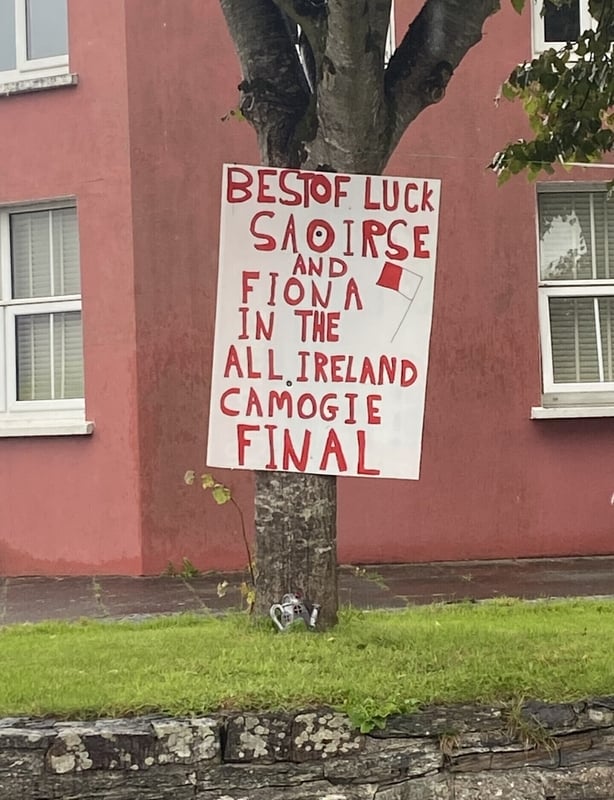 BEST OF LUCK
SAOIRSE
AND
FIONA
IN THE
ALL.IRELAND
CAMOGIE
FINAL